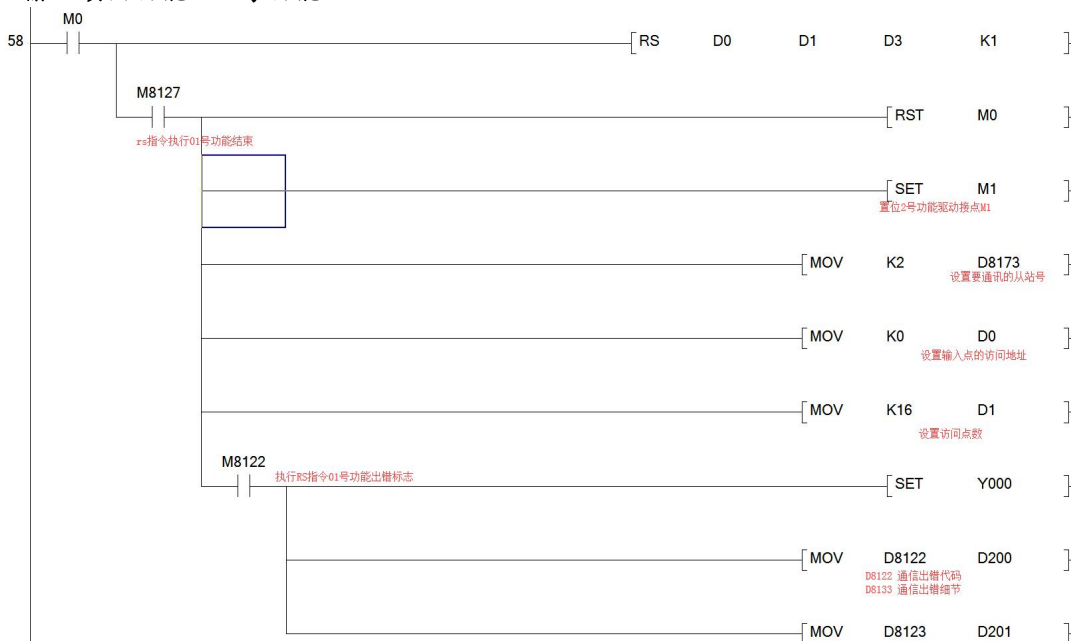 M0
58 RS D0 D1 D3 K1
M8127
RST M0
rs指令执行01号功能结束
SET M1
置位2号功能驱动接点M1
MOV K2 D8173
设置要通讯的从站号
MOV K0 D0
设置输入点的访问地址
MOV K16 D1
设置访问点数
M8122
执行RS指令01号功能出错标志
SET Y000
MOV D8122 D200
D8122 通信出错代码
D8133 通信出错细节
MOV D8123 D201